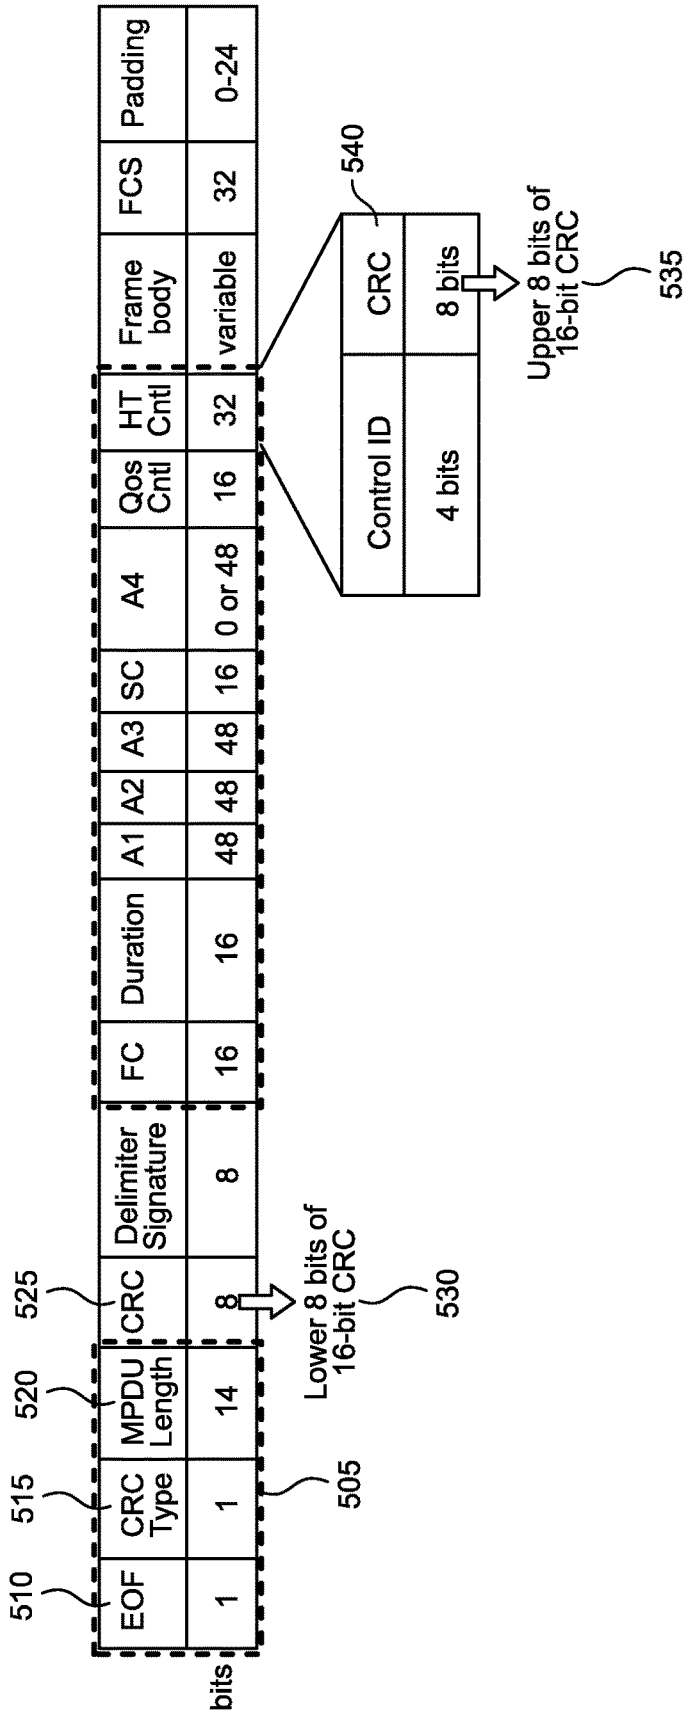 510
515
520
525
EOF
CRC
Type
MPDU
Length
CRC
Delimiter
Signature
FC
Duration
A1
A2
A3
SC
A4
Qos
Cntl
HT
Cntl
Frame
body
FCS
Padding
bits
1
1
14
8
8
16
16
48
48
48
16
0 or 48
16
32
variable
32
0-24
505
Lower 8 bits of
16-bit CRC
530
Control ID
CRC
540
4 bits
8 bits
Upper 8 bits of
16-bit CRC
535